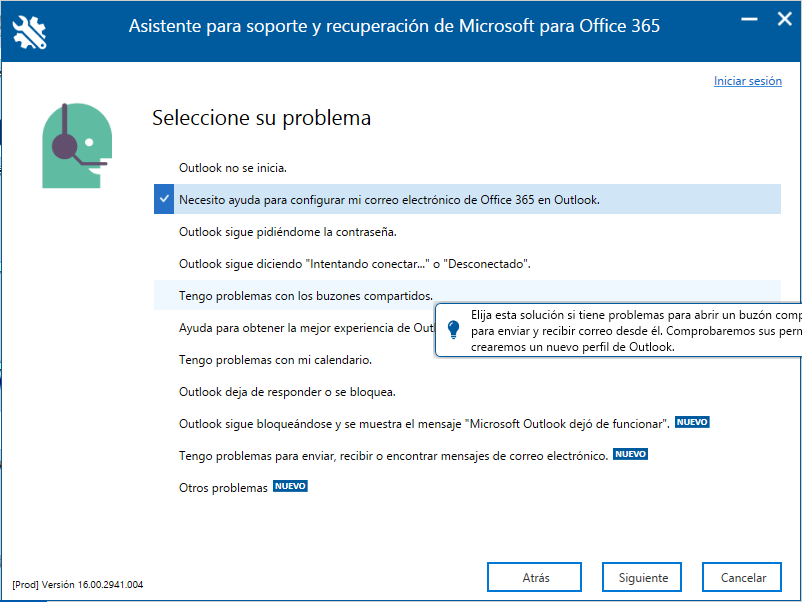 Asistente para soporte y recuperación de Microsoft para Office 365
Iniciar sesión
Seleccione su problema
Outlook no se inicia.
Necesito ayuda para configurar mi correo electrónico de Office 365 en Outlook.
Outlook sigue pidiéndome la contraseña.
Outlook sigue diciendo "Intentando conectar..." o "Desconectado".
Tengo problemas con los buzones compartidos.
Elija esta solución si tiene problemas para abrir un buzón comp
para enviar y recibir correo desde él. Comprobaremos sus perm
crearemos un nuevo perfil de Outlook.
Ayuda para obtener la mejor experiencia de Outl
Tengo problemas con mi calendario.
Outlook deja de responder o se bloquea.
Outlook sigue bloqueándose y se muestra el mensaje "Microsoft Outlook dejó de funcionar". NUEVO
Tengo problemas para enviar, recibir o encontrar mensajes de correo electrónico. NUEVO
Otros problemas NUEVO
[Prod] Versión 16.00.2941.004
Atrás
Siguiente
Cancelar